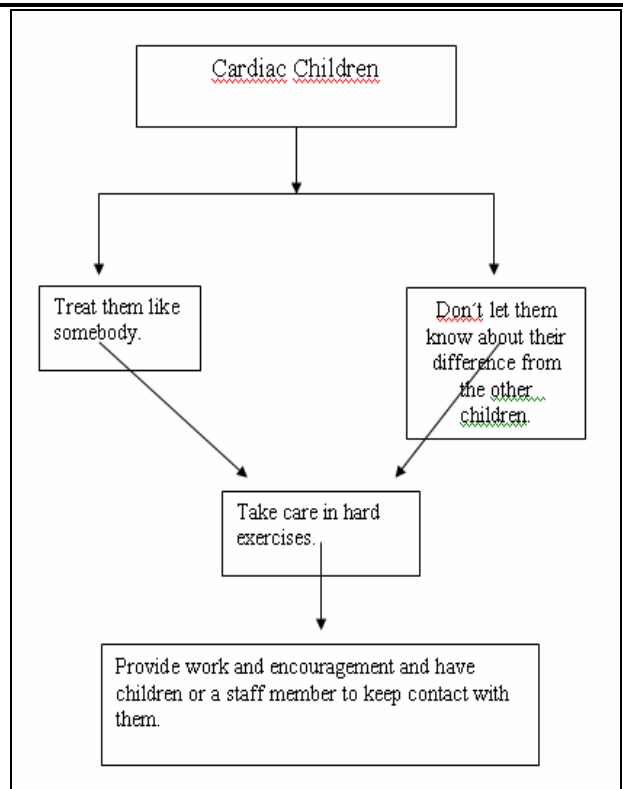 Cardiac Children
Treat them like
somebody.
Don´t let them
know about their
difference from
the other
children.
Take care in hard
exercises.
Provide work and encouragement and have
children or a staff member to keep contact with
them.